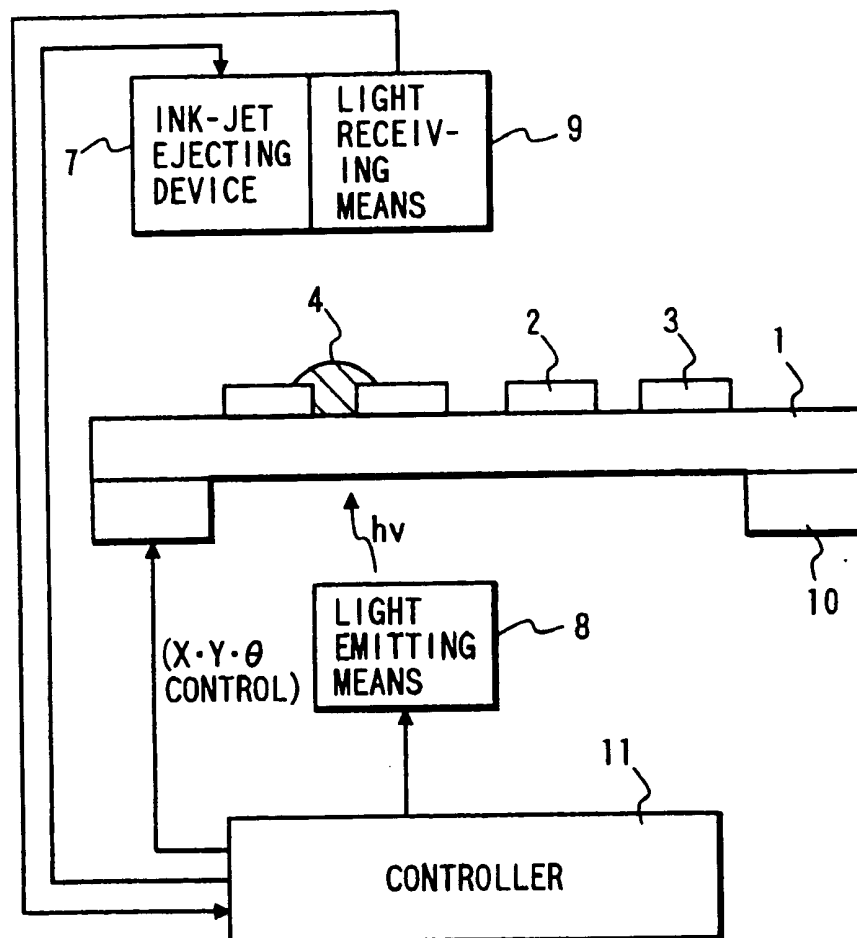 INK-JET
EJECTING
DEVICE
LIGHT
RECEIV-
ING
MEANS
7
9
4
2
3
1
hν
10
LIGHT
EMITTING
MEANS
8
(X·Y·θ
CONTROL)
11
CONTROLLER